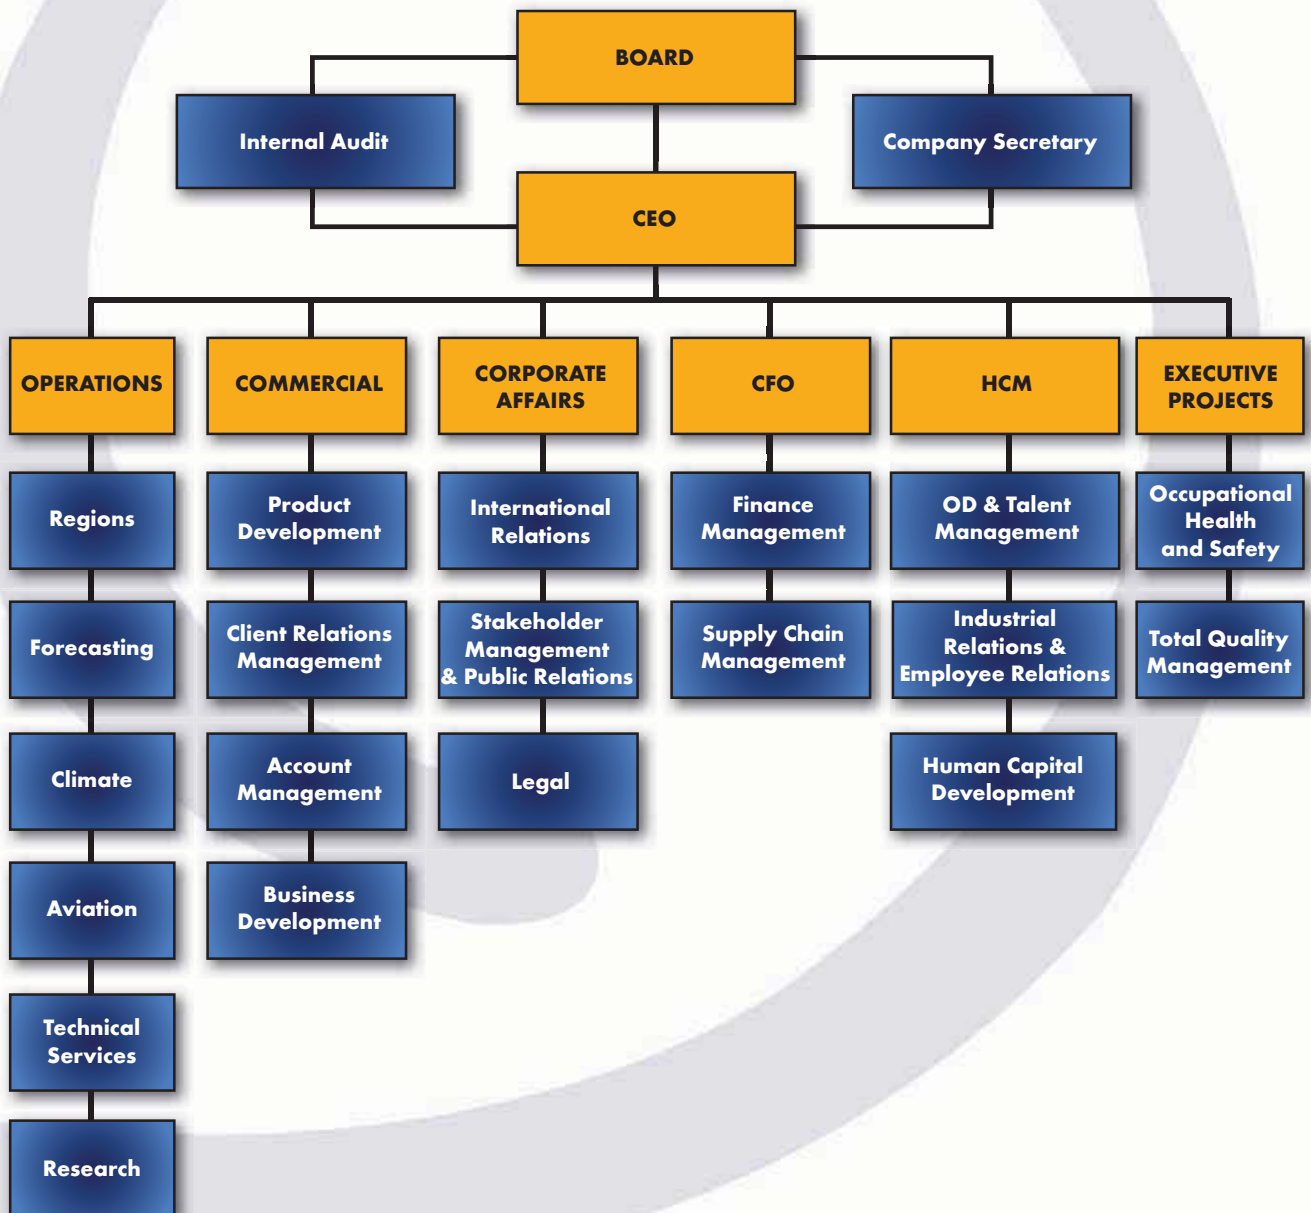 BOARD
Internal Audit
Company Secretary
CEO
OPERATIONS
COMMERCIAL
CORPORATE
AFFAIRS
CFO
HCM
EXECUTIVE
PROJECTS
Regions
Product
Development
International
Relations
Finance
Management
OD & Talent
Management
Occupational
Health
and Safety
Forecasting
Client Relations
Management
Stakeholder
Management
& Public Relations
Supply Chain
Management
Industrial
Relations &
Employee Relations
Total Quality
Management
Climate
Account
Management
Legal
Human Capital
Development
Aviation
Business
Development
Technical
Services
Research